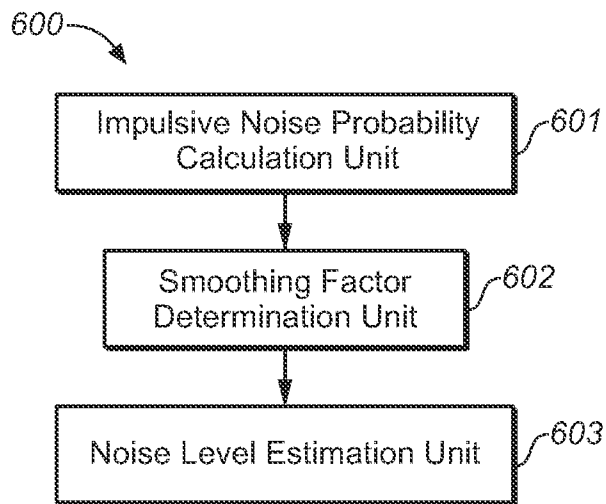 600
Impulsive Noise Probability
Calculation Unit
601
Smoothing Factor
Determination Unit
602
Noise Level Estimation Unit
603